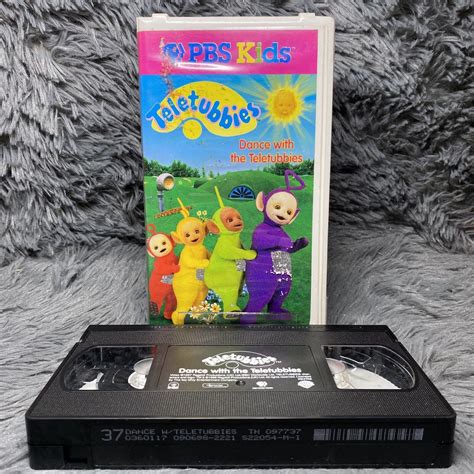 PBS Kids
Teletubbies
Dance with
the Teletubbies
Teletubbies
Dance with the Teletubbies
37 DANCE W/TELETUBBIES TH 097737
0360117 090698-2221 S22054-M-1